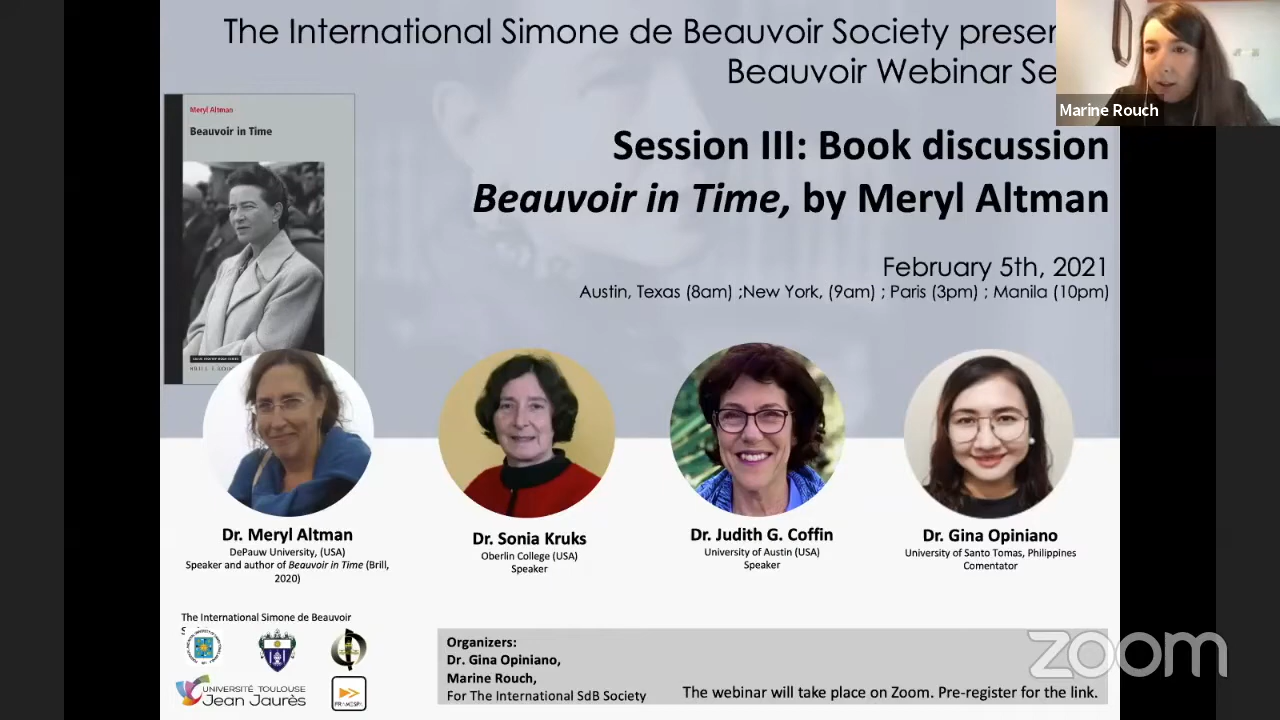 The International Simone de Beauvoir Society presen
Beauvoir Webinar Se
Marine Rouch
Meryl Altman
Beauvoir in Time
Session III: Book discussion
Beauvoir in Time, by Meryl Altman
February 5th, 2021
Austin, Texas (8am) ;New York, (9am) ; Paris (3pm) ; Manila (10pm)
Dr. Meryl Altman
DePauw University, (USA)
Speaker and author of Beauvoir in Time (Brill,
2020)
Dr. Sonia Kruks
Oberlin College (USA)
Speaker
Dr. Judith G. Coffin
University of Austin (USA)
Speaker
Dr. Gina Opiniano
University of Santo Tomas, Philippines
Comentator
The International Simone de Beauvoir
UNIVERSITÉ TOULOUSE
Jean Jaurès
FRAMESPA
Organizers:
Dr. Gina Opiniano,
Marine Rouch,
For The International SdB Society
The webinar will take place on Zoom. Pre-register for the link.
zoom